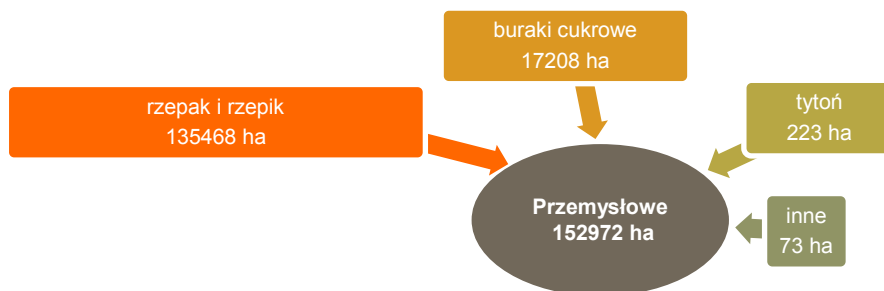 buraki cukrowe
17208 ha
rzepak i rzepik
135468 ha
tytoń
223 ha
Przemysłowe
152972 ha
inne
73 ha